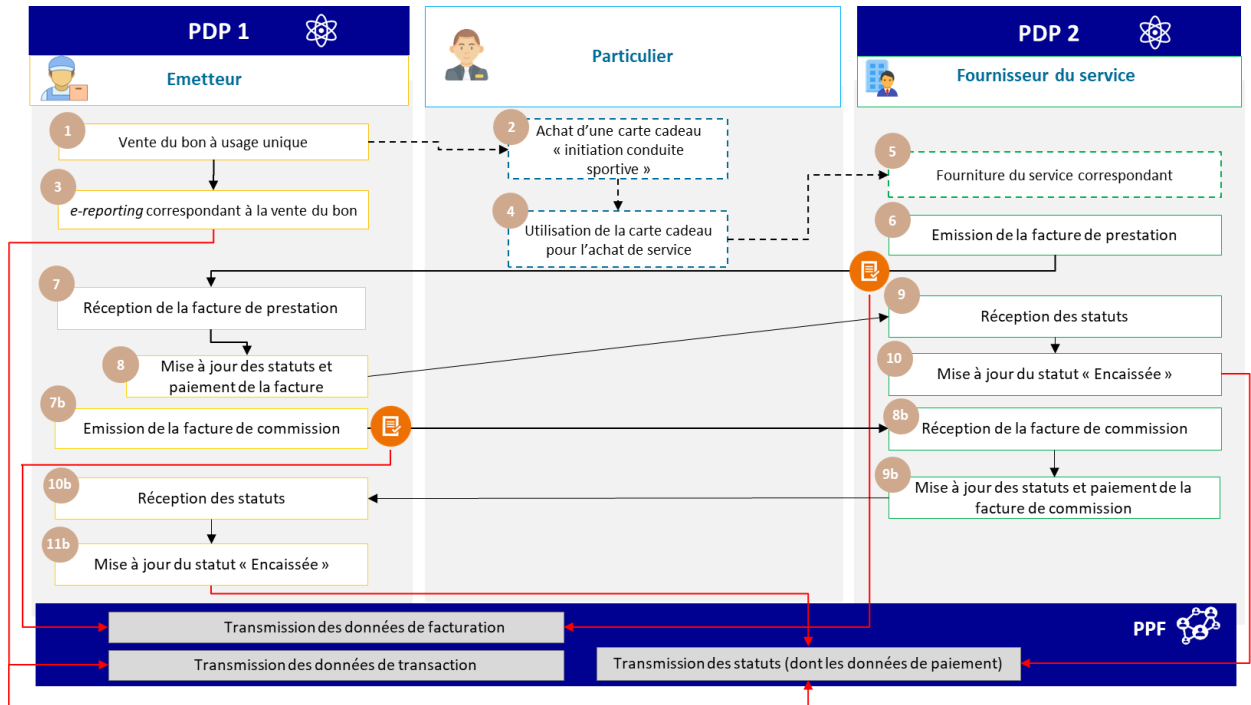 PDP 1
Emetteur
Particulier
PDP 2
Fournisseur du service
1
Vente du bon à usage unique
2
Achat d’une carte cadeau
« initiation conduite
sportive »
3
e-reporting correspondant à la vente du bon
4
Utilisation de la carte cadeau
pour l’achat de service
5
Fourniture du service correspondant
6
Emission de la facture de prestation
7
Réception de la facture de prestation
8
Mise à jour des statuts et
paiement de la facture
9
Réception des statuts
10
Mise à jour du statut « Encaissée »
7b
Emission de la facture de commission
8b
Réception de la facture de commission
9b
Mise à jour des statuts et paiement de la
facture de commission
10b
Réception des statuts
11b
Mise à jour du statut « Encaissée »
PPF
Transmission des données de facturation
Transmission des données de transaction
Transmission des statuts (dont les données de paiement)